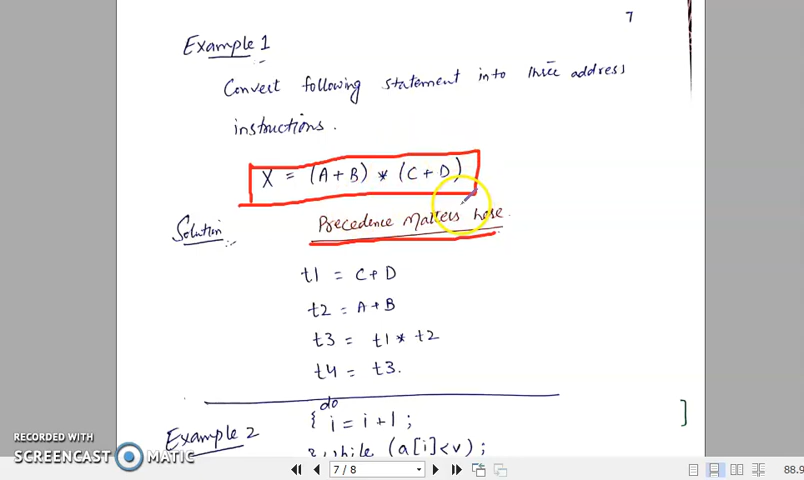 7
Example 1
Convert following statement into three address
instructions.
X = (A+B) * (C+D)
Solution
Precedence Matters here.
t1 = C+D
t2 = A+B
t3 = t1 * t2
t4 = t3.
do
Example 2
{ i = i+1 ;
while (a[i]<v) ;
]
RECORDED WITH
SCREENCAST MATIC
7 / 8
88.9